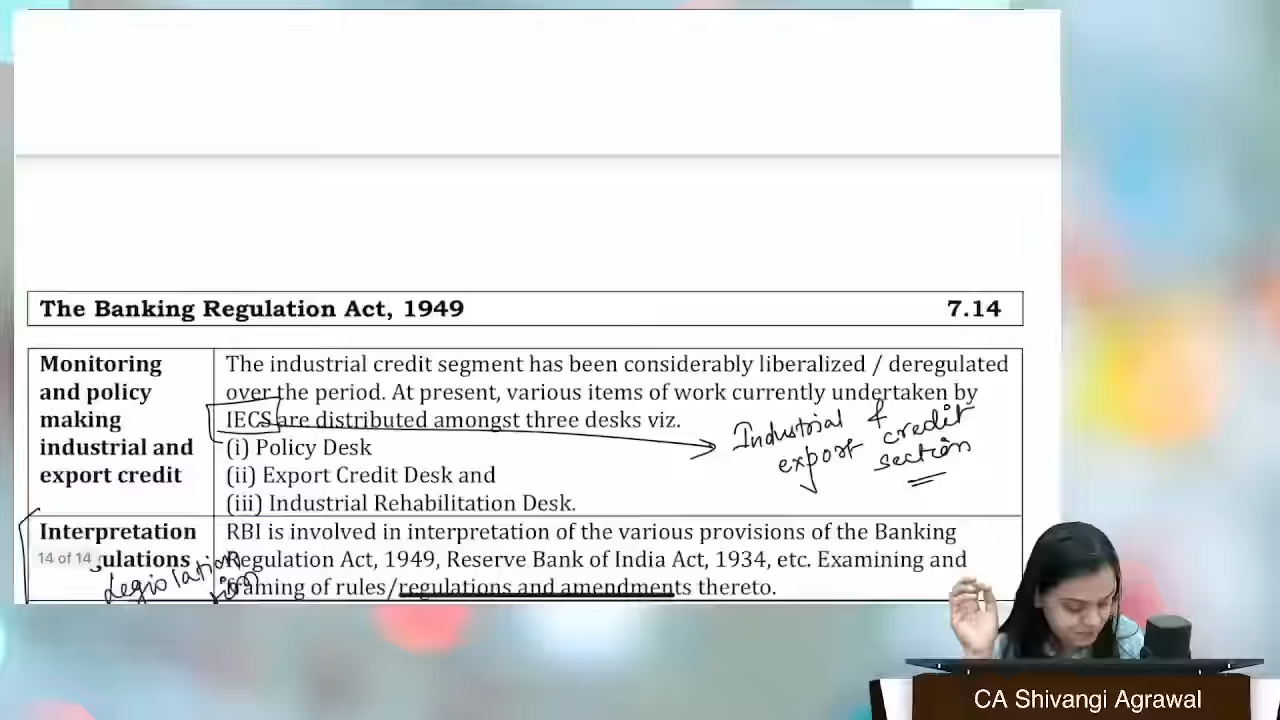 The Banking Regulation Act, 1949 7.14
Monitoring and policy making industrial and export credit
The industrial credit segment has been considerably liberalized / deregulated
over the period. At present, various items of work currently undertaken by
IECS are distributed amongst three desks viz.
(i) Policy Desk
(ii) Export Credit Desk and
(iii) Industrial Rehabilitation Desk.
Industrial &
export credit
section
Interpretation
ulations
14 of 14
legislation
RBI is involved in interpretation of the various provisions of the Banking
Regulation Act, 1949, Reserve Bank of India Act, 1934, etc. Examining and
framing of rules/regulations and amendments thereto.
CA Shivangi Agrawal